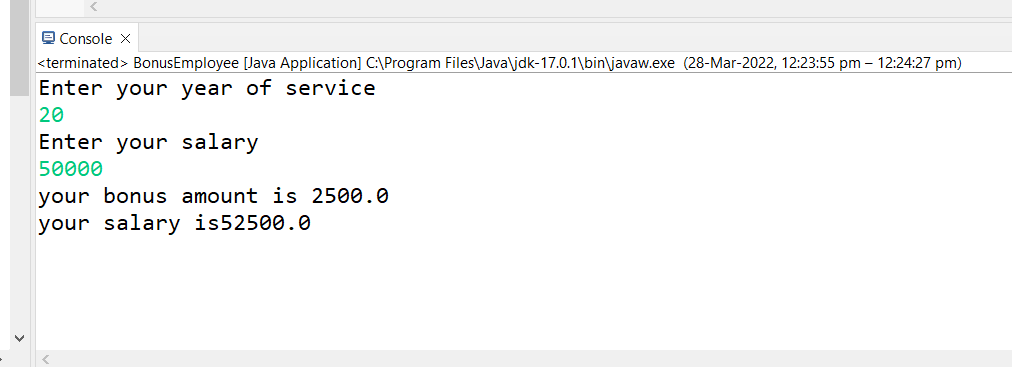 Console
<terminated> BonusEmployee [Java Application] C:\Program Files\Java\jdk-17.0.1\bin\javaw.exe (28-Mar-2022, 12:23:55 pm – 12:24:27 pm)
Enter your year of service
20
Enter your salary
50000
your bonus amount is 2500.0
your salary is52500.0